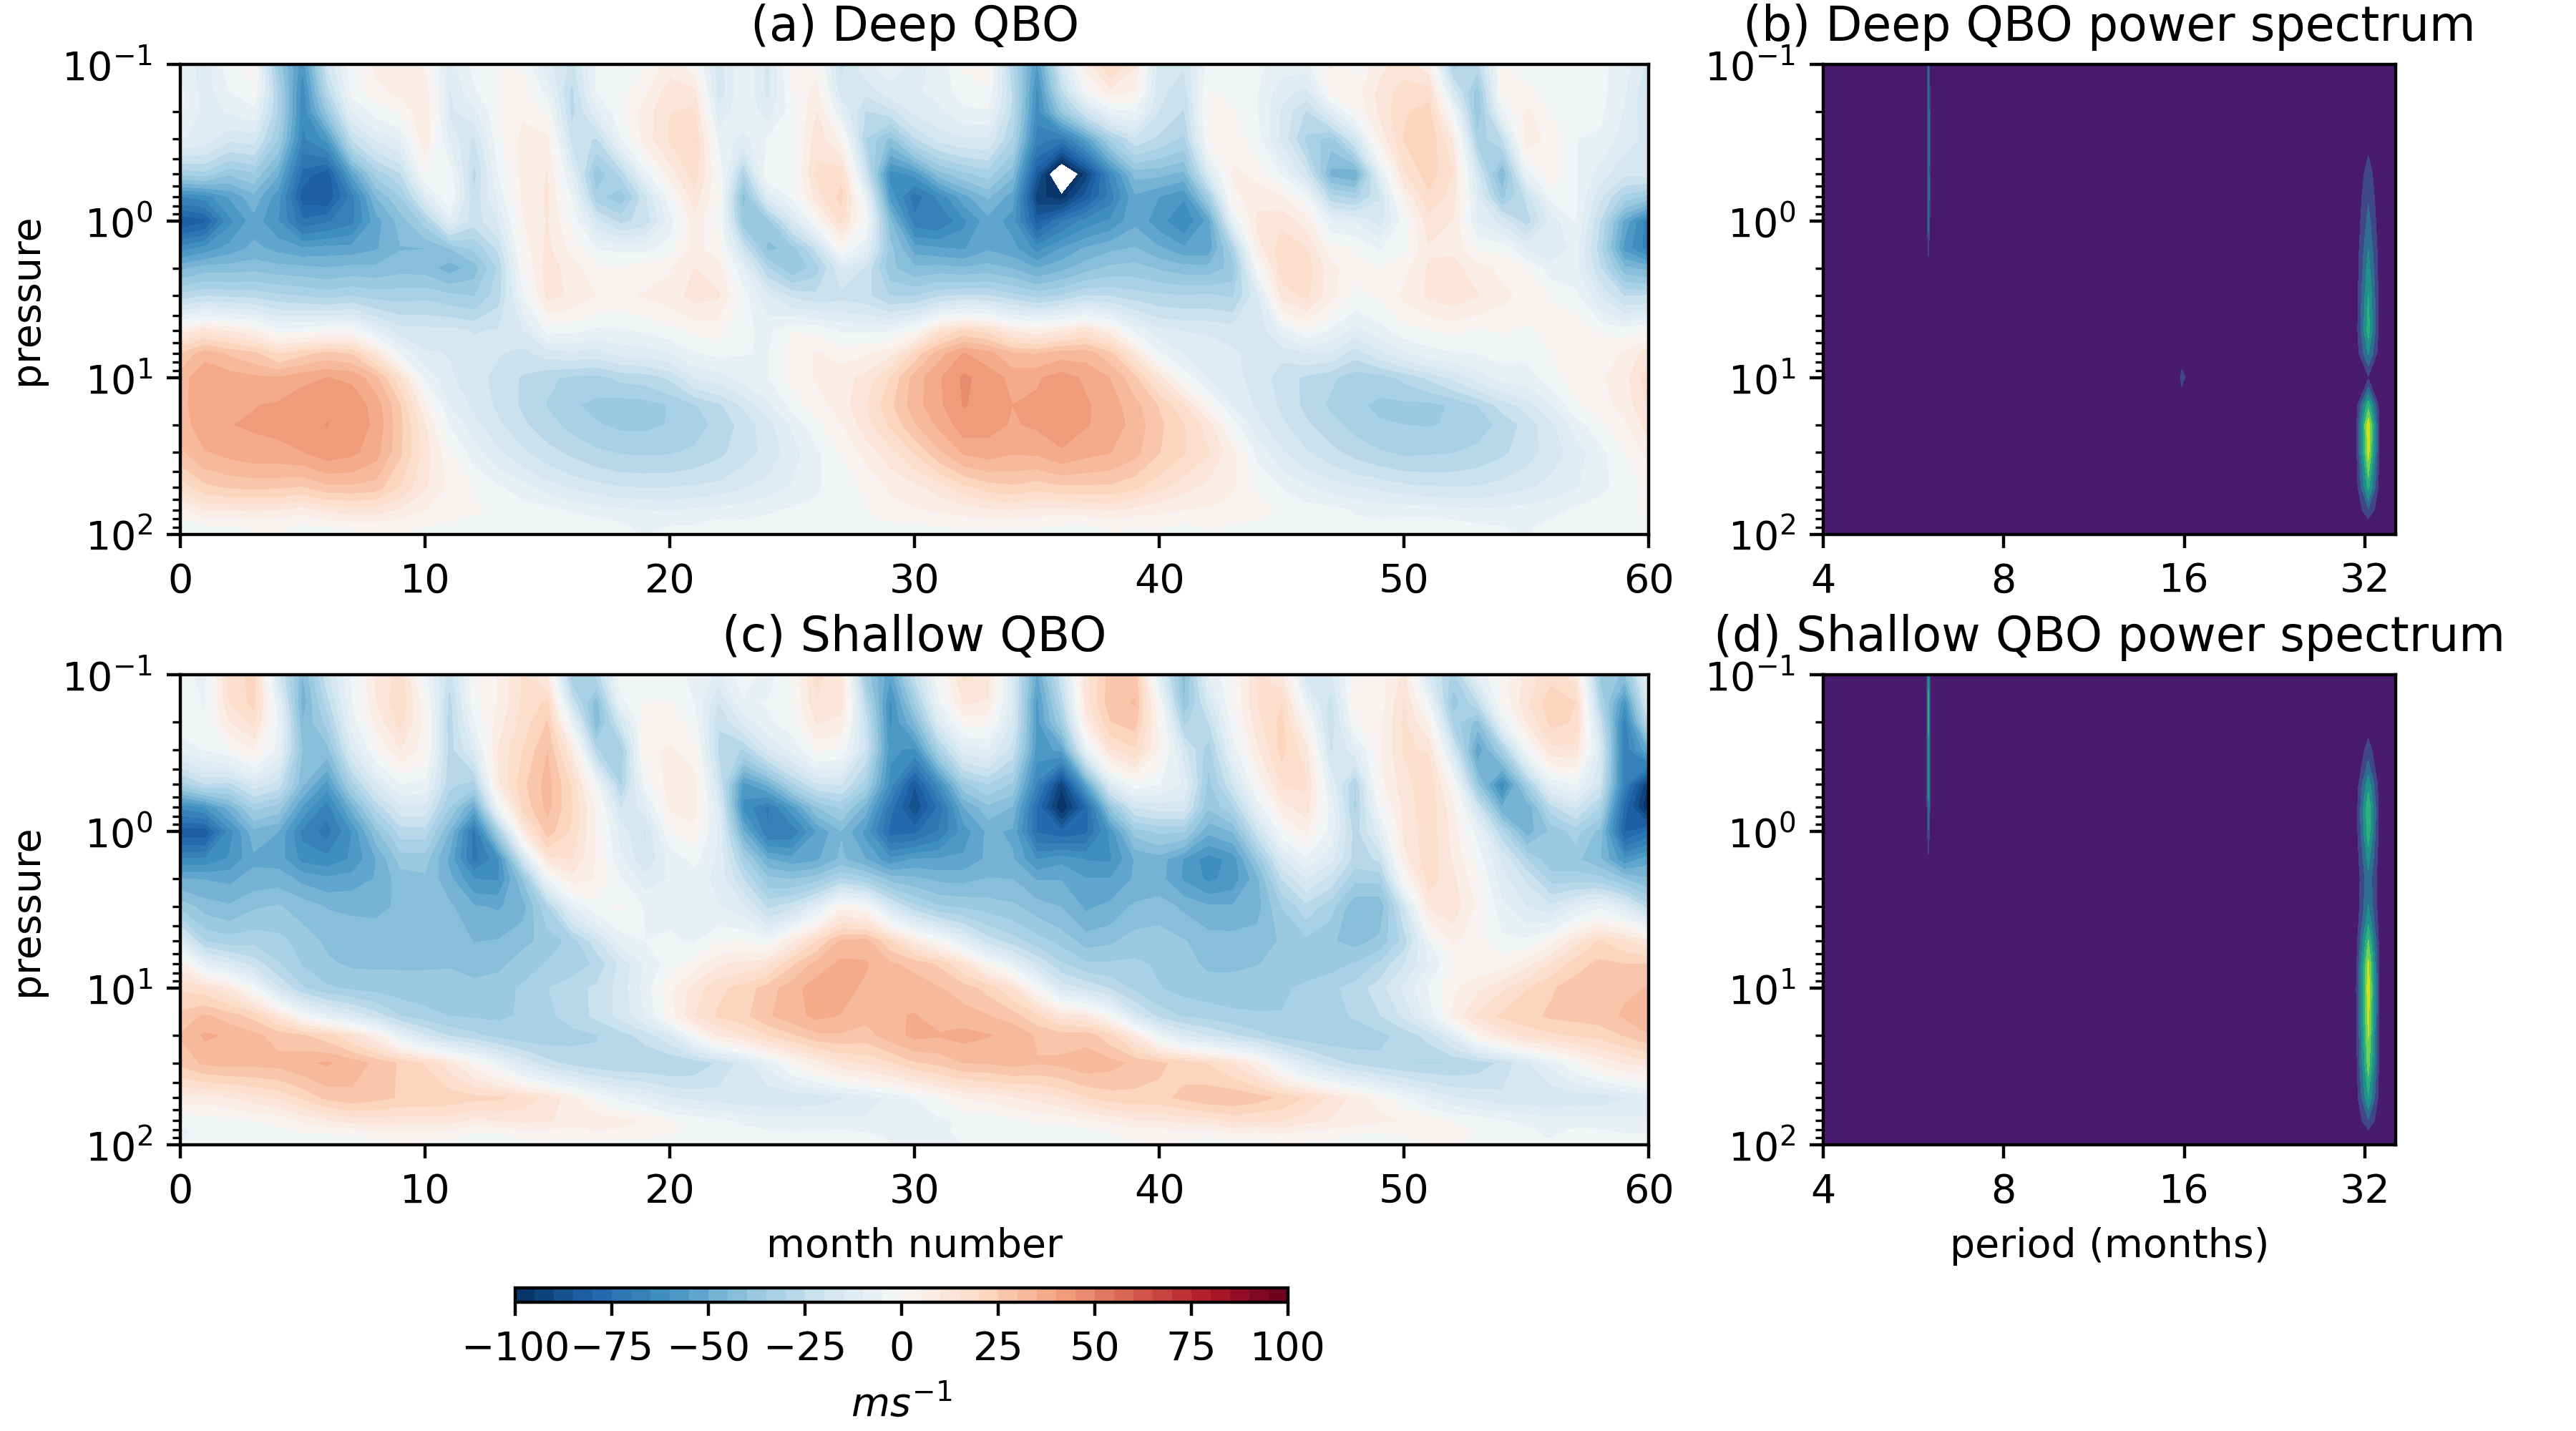 (a) Deep QBO
(b) Deep QBO power spectrum
10⁻¹
10⁰
10¹
10²
pressure
0 10 20 30 40 50 60
10⁻¹
10⁰
10¹
10²
4 8 16 32
(c) Shallow QBO
(d) Shallow QBO power spectrum
10⁻¹
10⁰
10¹
10²
pressure
0 10 20 30 40 50 60
month number
10⁻¹
10⁰
10¹
10²
4 8 16 32
period (months)
−100 −75 −50 −25 0 25 50 75 100
ms⁻¹